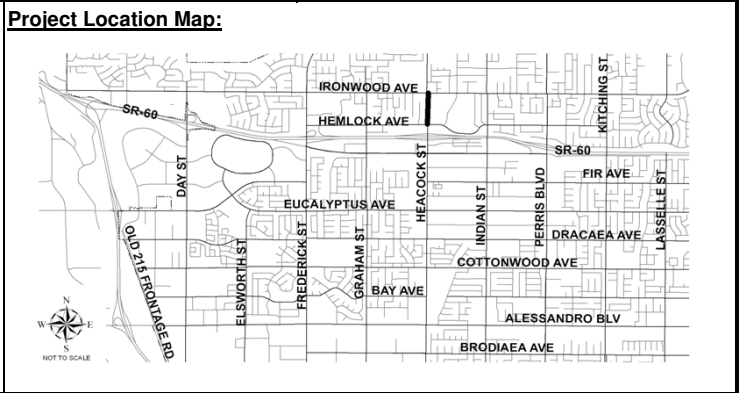 Project Location Map:
IRONWOOD AVE
SR-60
HEMLOCK AVE
KITCHING ST
SR-60
DAY ST
HEACOCK ST
FIR AVE
EUCALYPTUS AVE
INDIAN ST
PERRIS BLVD
LASSELLE ST
OLD 215 FRONTAGE RD
ELSWORTH ST
FREDERICK ST
GRAHAM ST
DRACAEA AVE
COTTONWOOD AVE
BAY AVE
ALESSANDRO BLV
BRODIAEA AVE
N
W
E
S
NOT TO SCALE